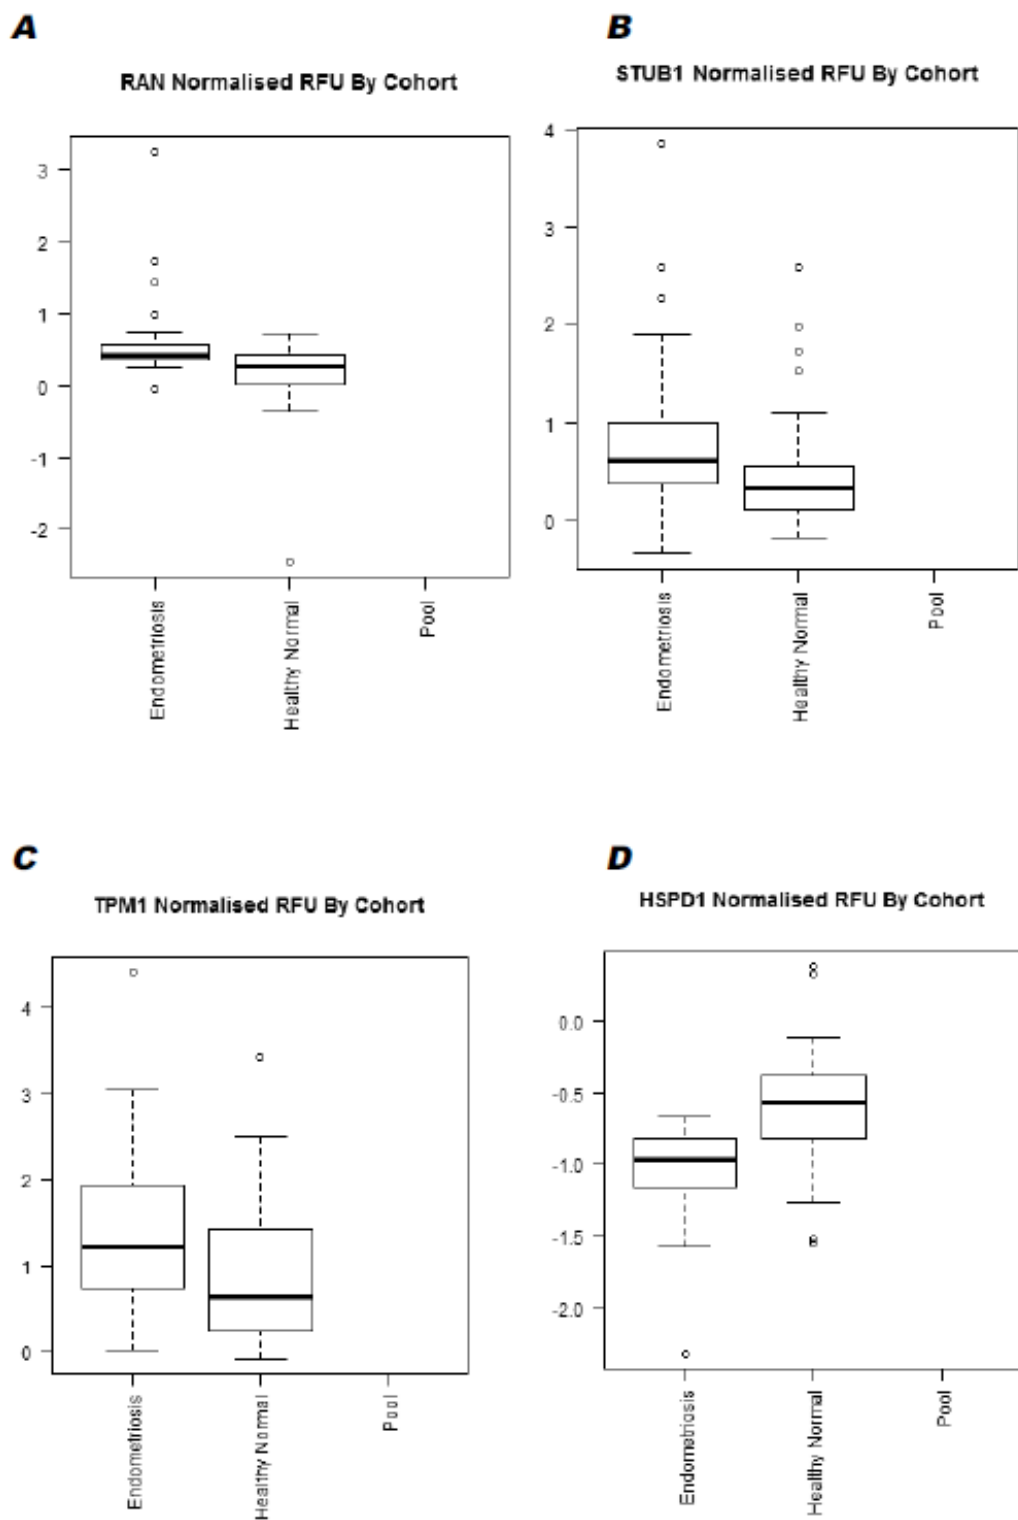 A
RAN Normalised RFU By Cohort
3
2
1
0
-1
-2
Endometriosis
Healthy Normal
Pool
B
STUB1 Normalised RFU By Cohort
4
3
2
1
0
Endometriosis
Healthy Normal
Pool
C
TPM1 Normalised RFU By Cohort
4
3
2
1
0
Endometriosis
Healthy Normal
Pool
D
HSPD1 Normalised RFU By Cohort
0.0
-0.5
-1.0
-1.5
-2.0
Endometriosis
Healthy Normal
Pool